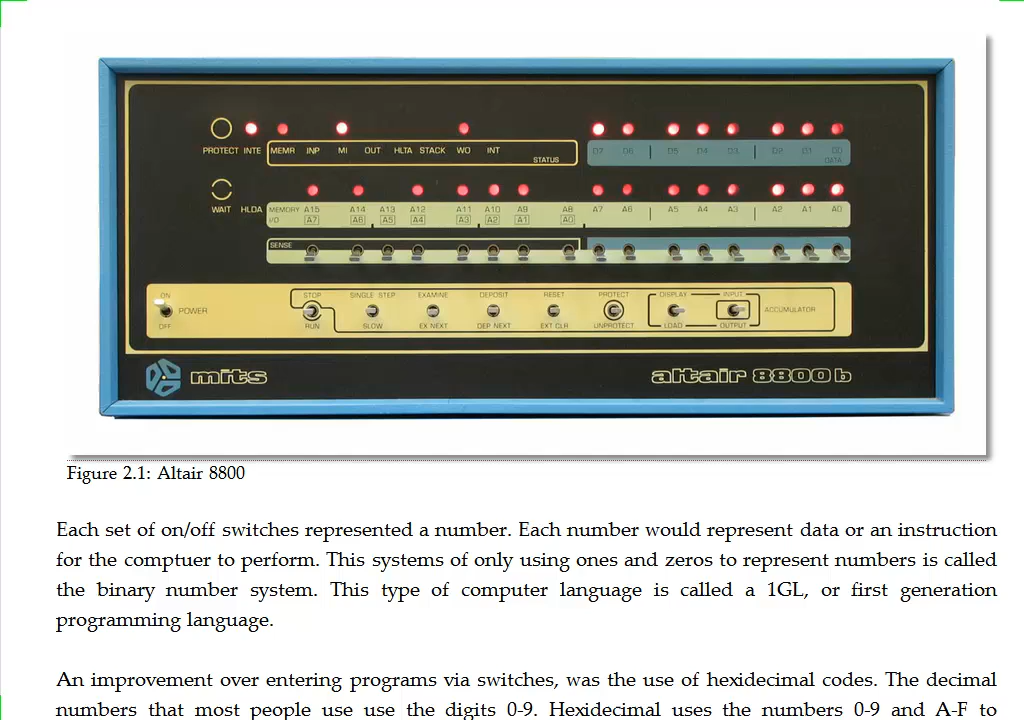 PROTECT INTE MEMR INP MI OUT HLTA STACK WO INT D7 D6 D5 D4 D3 D2 D1 D0
STATUS DATA
WAIT HLDA MEMORY A15 A14 A13 A12 A11 A10 A9 A8 A7 A6 A5 A4 A3 A2 A1 A0
I/O A7 A6 A5 A4 A3 A2 A1 A0
SENSE
ON STOP SINGLE STEP EXAMINE DEPOSIT RESET PROTECT DISPLAY INPUT
POWER ACCUMULATOR
OFF RUN SLOW EX NEXT DEP NEXT EXT CLR UNPROTECT LOAD OUTPUT
mits altair 8800b
Figure 2.1: Altair 8800
Each set of on/off switches represented a number. Each number would represent data or an instruction
for the comptuer to perform. This systems of only using ones and zeros to represent numbers is called
the binary number system. This type of computer language is called a 1GL, or first generation
programming language.
An improvement over entering programs via switches, was the use of hexidecimal codes. The decimal
numbers that most people use use the digits 0-9. Hexidecimal uses the numbers 0-9 and A-F to